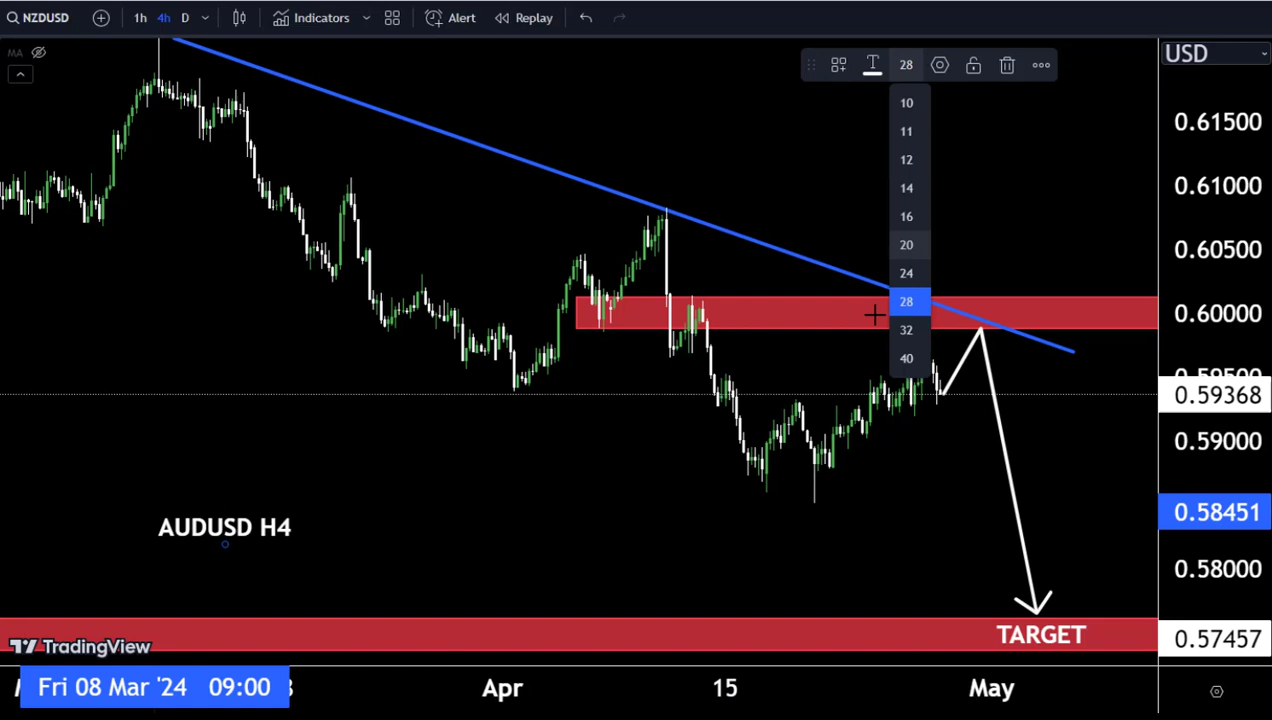 NZDUSD 1h 4h D Indicators Alert Replay
MA
T 28
USD
10
11
12
14
16
20
24
28
32
40
0.61500
0.61000
0.60500
0.60000
0.59500
0.59368
0.59000
0.58451
0.58000
0.57457
AUDUSD H4
TARGET
TradingView
Fri 08 Mar '24 09:00
Apr 15 May